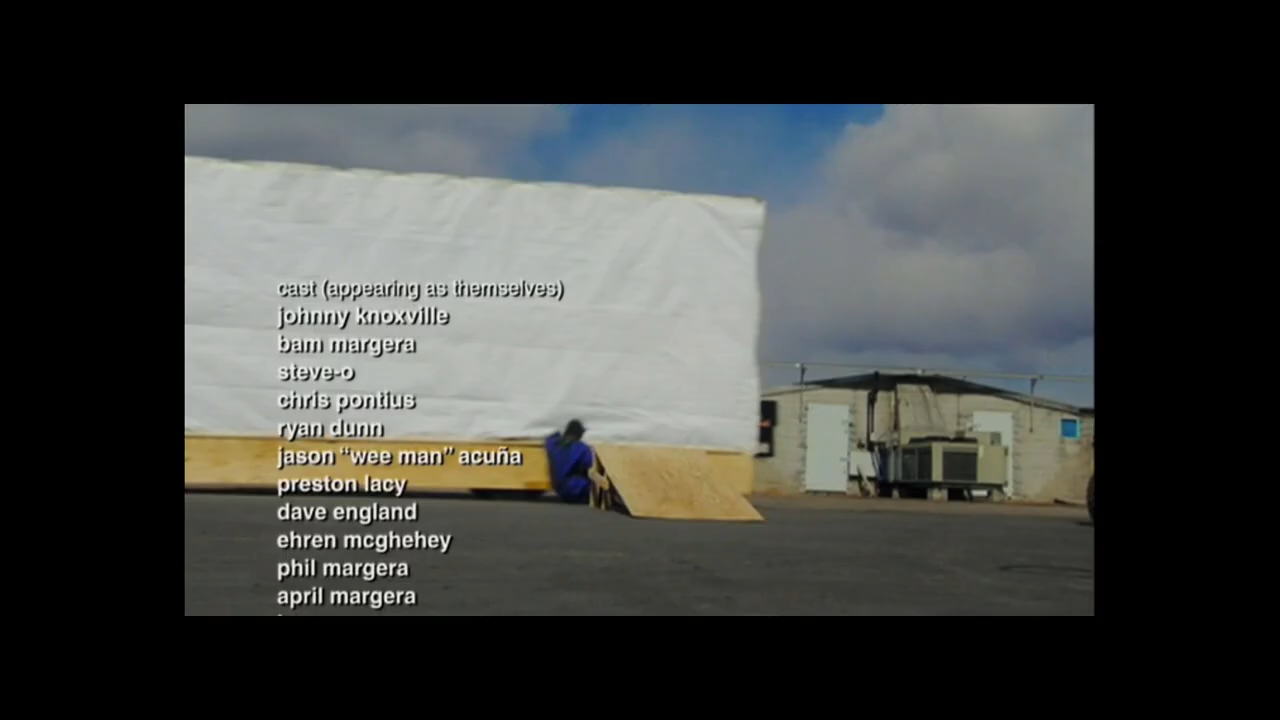 cast (appearing as themselves)
johnny knoxville
bam margera
steve-o
chris pontius
ryan dunn
jason “wee man” acuña
preston lacy
dave england
ehren mcghehey
phil margera
april margera